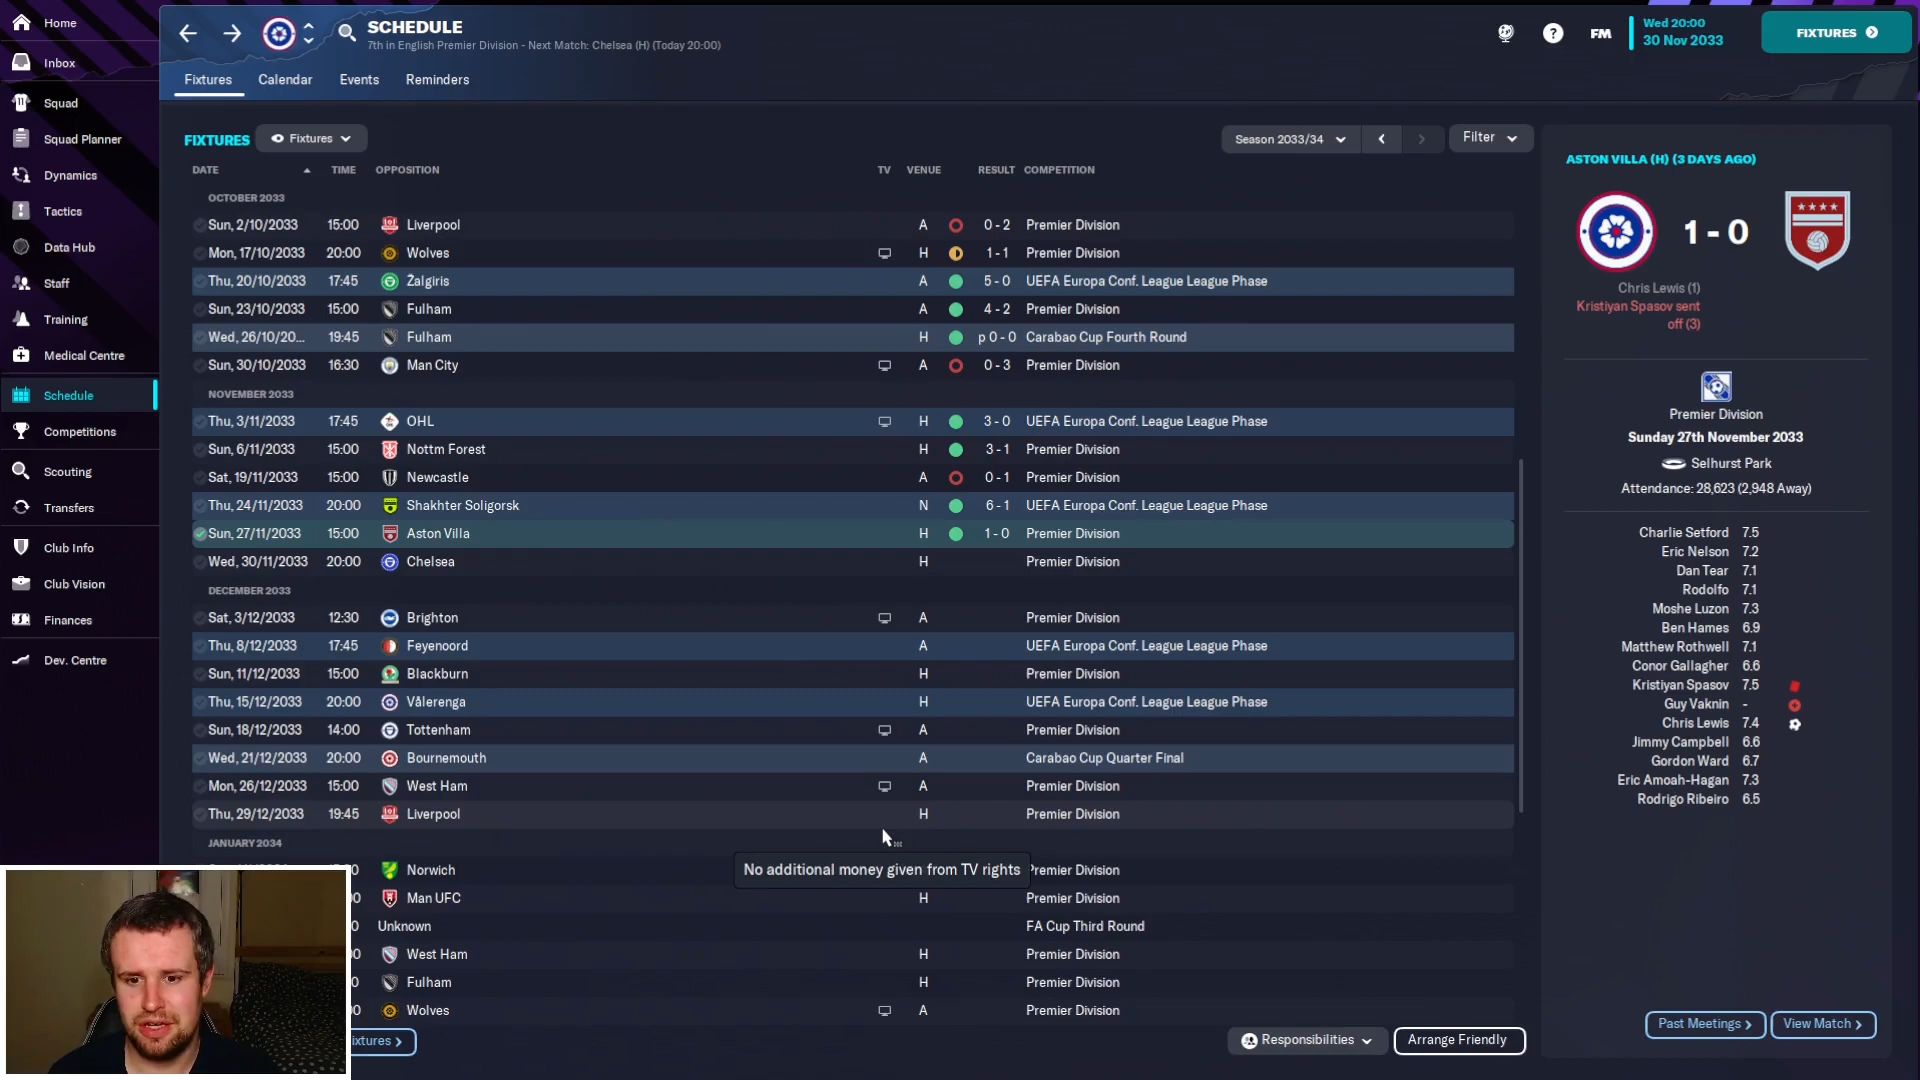 Home
Inbox
Squad
Squad Planner
Dynamics
Tactics
Data Hub
Staff
Training
Medical Centre
Schedule
Competitions
Scouting
Transfers
Club Info
Club Vision
Finances
Dev. Centre
SCHEDULE
7th in English Premier Division - Next Match: Chelsea (H) (Today 20:00)
FM
Wed 20:00
30 Nov 2033
FIXTURES
Fixtures Calendar Events Reminders
FIXTURES Fixtures
Season 2033/34 Filter
DATE TIME OPPOSITION TV VENUE RESULT COMPETITION
OCTOBER 2033
Sun, 2/10/2033 15:00 Liverpool A 0 - 2 Premier Division
Mon, 17/10/2033 20:00 Wolves H 1 - 1 Premier Division
Thu, 20/10/2033 17:45 Žalgiris A 5 - 0 UEFA Europa Conf. League League Phase
Sun, 23/10/2033 15:00 Fulham A 4 - 2 Premier Division
Wed, 26/10/20... 19:45 Fulham H p 0 - 0 Carabao Cup Fourth Round
Sun, 30/10/2033 16:30 Man City A 0 - 3 Premier Division
NOVEMBER 2033
Thu, 3/11/2033 17:45 OHL H 3 - 0 UEFA Europa Conf. League League Phase
Sun, 6/11/2033 15:00 Nottm Forest H 3 - 1 Premier Division
Sat, 19/11/2033 15:00 Newcastle A 0 - 1 Premier Division
Thu, 24/11/2033 20:00 Shakhter Soligorsk N 6 - 1 UEFA Europa Conf. League League Phase
Sun, 27/11/2033 15:00 Aston Villa H 1 - 0 Premier Division
Wed, 30/11/2033 20:00 Chelsea H Premier Division
DECEMBER 2033
Sat, 3/12/2033 12:30 Brighton A Premier Division
Thu, 8/12/2033 17:45 Feyenoord A UEFA Europa Conf. League League Phase
Sun, 11/12/2033 15:00 Blackburn H Premier Division
Thu, 15/12/2033 20:00 Vålerenga H UEFA Europa Conf. League League Phase
Sun, 18/12/2033 14:00 Tottenham A Premier Division
Wed, 21/12/2033 20:00 Bournemouth A Carabao Cup Quarter Final
Mon, 26/12/2033 15:00 West Ham A Premier Division
Thu, 29/12/2033 19:45 Liverpool H Premier Division
JANUARY 2034
Norwich Premier Division
No additional money given from TV rights
Man UFC H Premier Division
Unknown FA Cup Third Round
West Ham H Premier Division
Fulham H Premier Division
Wolves A Premier Division
ixtures
Responsibilities Arrange Friendly
ASTON VILLA (H) (3 DAYS AGO)
1 - 0
Chris Lewis (1)
Kristiyan Spasov sent
off (3)
Premier Division
Sunday 27th November 2033
Selhurst Park
Attendance: 28,623 (2,948 Away)
Charlie Setford 7.5
Eric Nelson 7.2
Dan Tear 7.1
Rodolfo 7.1
Moshe Luzon 7.3
Ben Hames 6.9
Matthew Rothwell 7.1
Conor Gallagher 6.6
Kristiyan Spasov 7.5
Guy Vaknin -
Chris Lewis 7.4
Jimmy Campbell 6.6
Gordon Ward 6.7
Eric Amoah-Hagan 7.3
Rodrigo Ribeiro 6.5
Past Meetings View Match